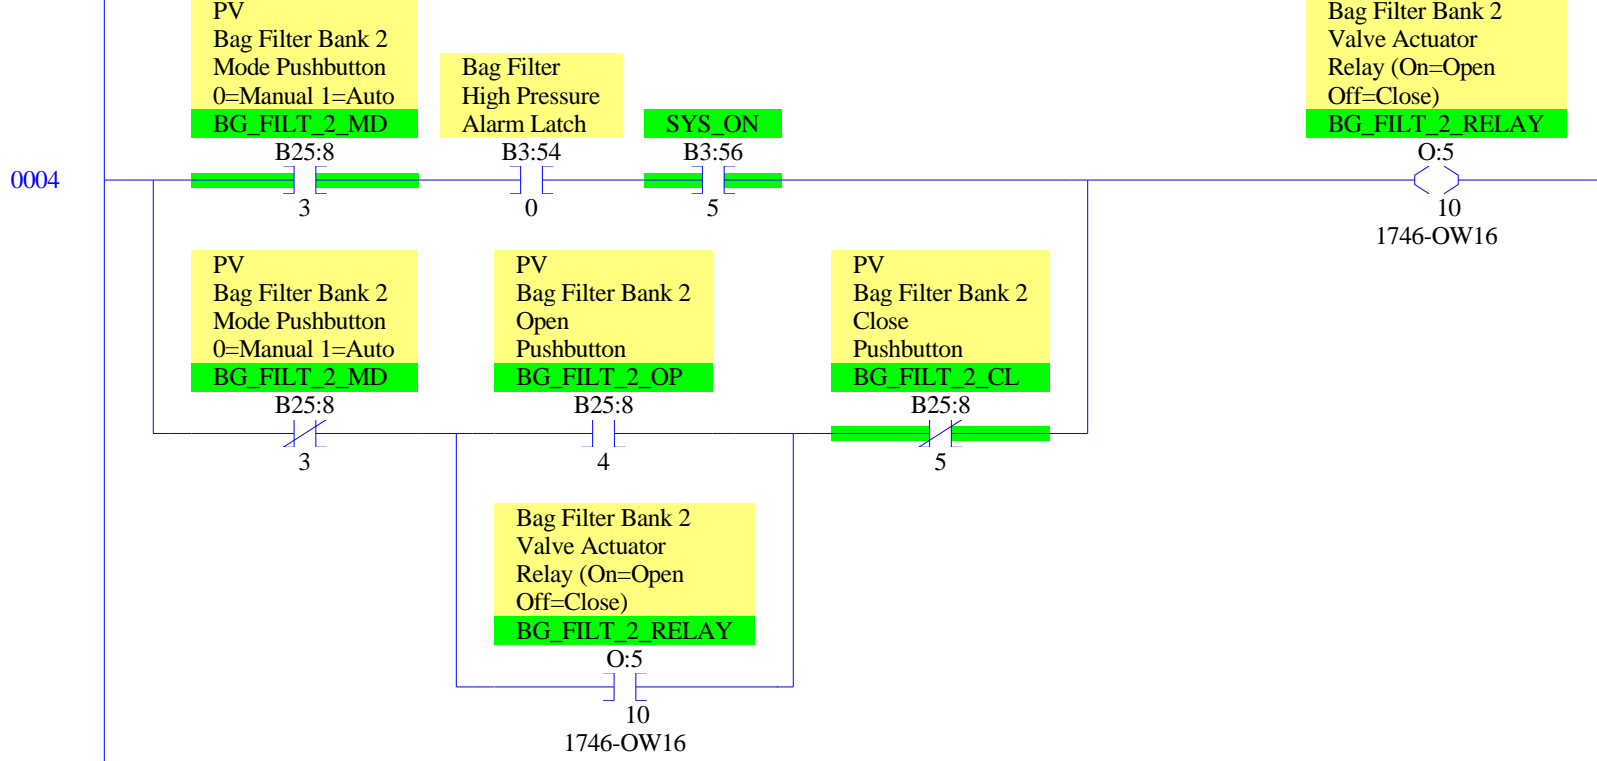 PV
Bag Filter Bank 2
Mode Pushbutton
0=Manual 1=Auto
BG_FILT_2_MD
B25:8
3
Bag Filter
High Pressure
Alarm Latch
B3:54
0
SYS_ON
B3:56
5
Bag Filter Bank 2
Valve Actuator
Relay (On=Open
Off=Close)
BG_FILT_2_RELAY
O:5
10
1746-OW16
0004
PV
Bag Filter Bank 2
Mode Pushbutton
0=Manual 1=Auto
BG_FILT_2_MD
B25:8
3
PV
Bag Filter Bank 2
Open
Pushbutton
BG_FILT_2_OP
B25:8
4
PV
Bag Filter Bank 2
Close
Pushbutton
BG_FILT_2_CL
B25:8
5
Bag Filter Bank 2
Valve Actuator
Relay (On=Open
Off=Close)
BG_FILT_2_RELAY
O:5
10
1746-OW16